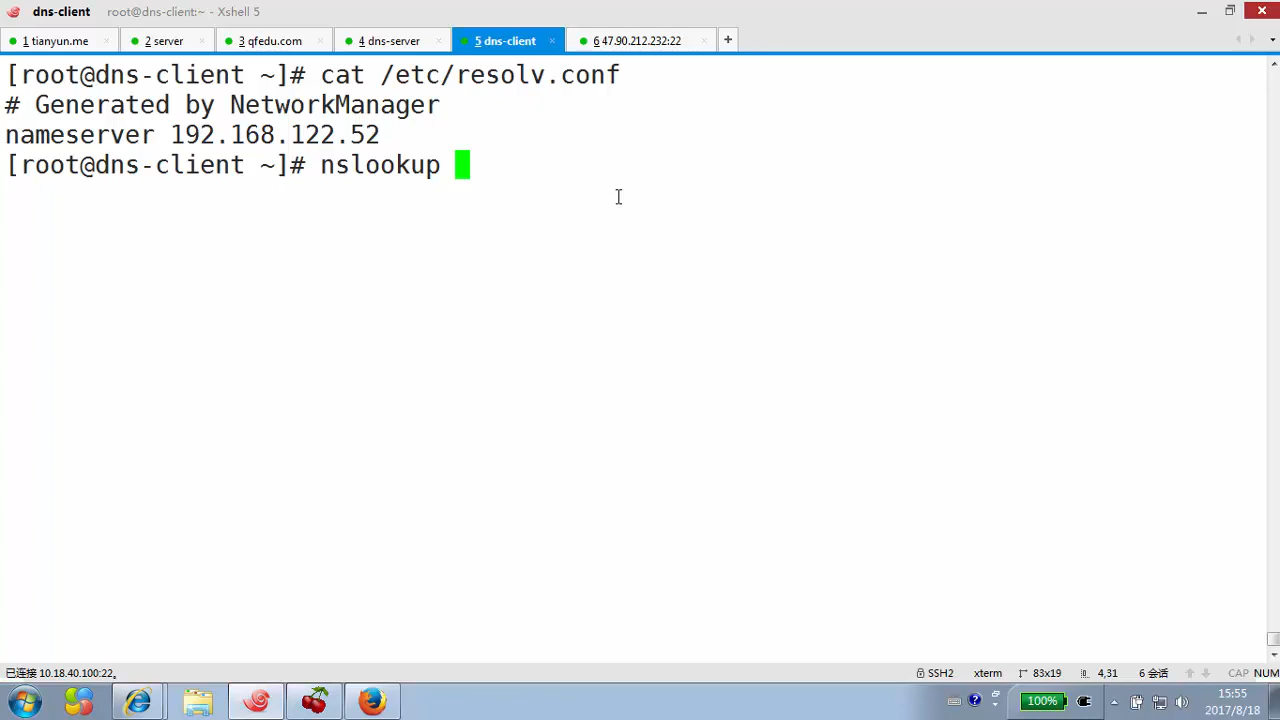 dns-client root@dns-client:~ - Xshell 5
1 tianyun.me 2 server 3 qfedu.com 4 dns-server 5 dns-client 6 47.90.212.232:22
[root@dns-client ~]# cat /etc/resolv.conf
# Generated by NetworkManager
nameserver 192.168.122.52
[root@dns-client ~]# nslookup
已连接 10.18.40.100:22。 SSH2 xterm 83x19 4,31 6 会话 CAP NUM
100% 15:55
2017/8/18